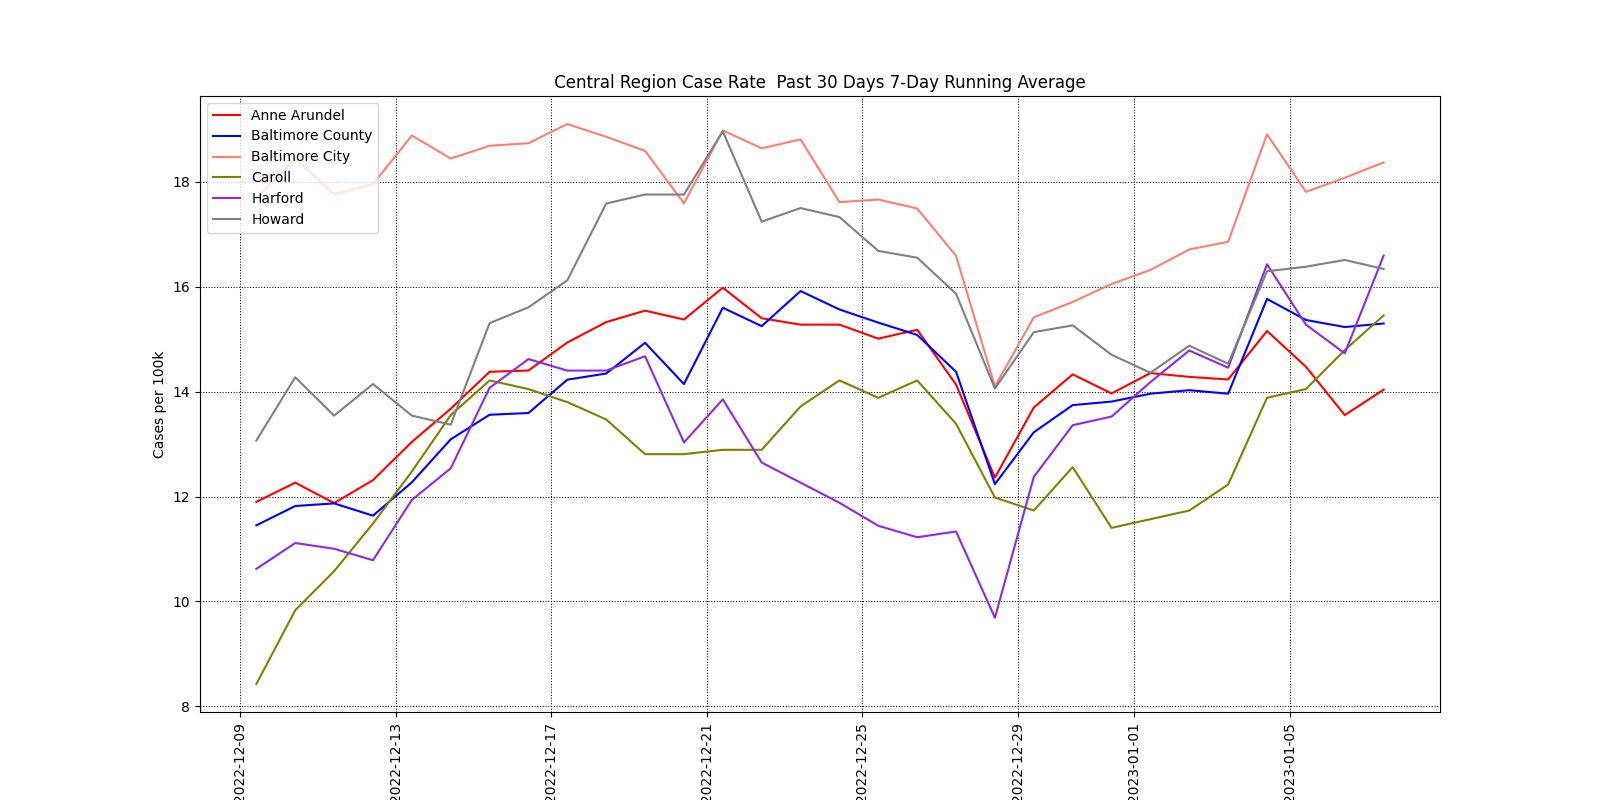 Central Region Case Rate  Past 30 Days 7-Day Running Average
Anne Arundel
Baltimore County
Baltimore City
Caroll
Harford
Howard
Cases per 100k
18
16
14
12
10
8
2022-12-09
2022-12-13
2022-12-17
2022-12-21
2022-12-25
2022-12-29
2023-01-01
2023-01-05